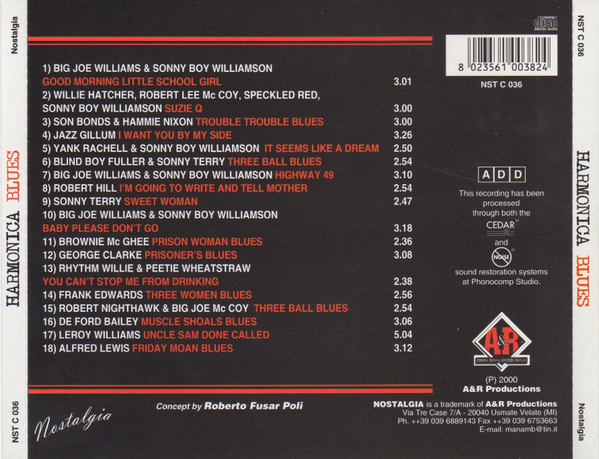 Nostalgia
HARMONICA BLUES
NST C 036
1) BIG JOE WILLIAMS & SONNY BOY WILLIAMSON
GOOD MORNING LITTLE SCHOOL GIRL 3.01
2) WILLIE HATCHER, ROBERT LEE Mc COY, SPECKLED RED,
SONNY BOY WILLIAMSON SUZIE Q 3.00
3) SON BONDS & HAMMIE NIXON TROUBLE TROUBLE BLUES 3.00
4) JAZZ GILLUM I WANT YOU BY MY SIDE 3.26
5) YANK RACHELL & SONNY BOY WILLIAMSON IT SEEMS LIKE A DREAM 2.50
6) BLIND BOY FULLER & SONNY TERRY THREE BALL BLUES 2.54
7) BIG JOE WILLIAMS & SONNY BOY WILLIAMSON HIGHWAY 49 3.10
8) ROBERT HILL I'M GOING TO WRITE AND TELL MOTHER 2.54
9) SONNY TERRY SWEET WOMAN 2.47
10) BIG JOE WILLIAMS & SONNY BOY WILLIAMSON
BABY PLEASE DON'T GO 3.18
11) BROWNIE Mc GHEE PRISON WOMAN BLUES 2.36
12) GEORGE CLARKE PRISONER'S BLUES 3.08
13) RHYTHM WILLIE & PEETIE WHEATSTRAW
YOU CAN'T STOP ME FROM DRINKING 2.38
14) FRANK EDWARDS THREE WOMEN BLUES 2.56
15) ROBERT NIGHTHAWK & BIG JOE Mc COY THREE BALL BLUES 2.54
16) DE FORD BAILEY MUSCLE SHOALS BLUES 3.06
17) LEROY WILLIAMS UNCLE SAM DONE CALLED 5.04
18) ALFRED LEWIS FRIDAY MOAN BLUES 3.12
Nostalgia
Concept by Roberto Fusar Poli
COMPACT
disc
DIGITAL AUDIO
8 023561 003824
NST C 036
A D D
This recording has been
processed
through both the
CEDAR
and
NO NOISE
sound restoration systems
at Phonocomp Studio.
A&R
(P) 2000
A&R Productions
NOSTALGIA is a trademark of A&R Productions
Via Tre Case 7/A - 20040 Usmate Velate (MI)
Ph. ++39 039 6889143 Fax ++39 039 6753663
E-mail: manamb@tin.it
NST C 036
HARMONICA BLUES
Nostalgia